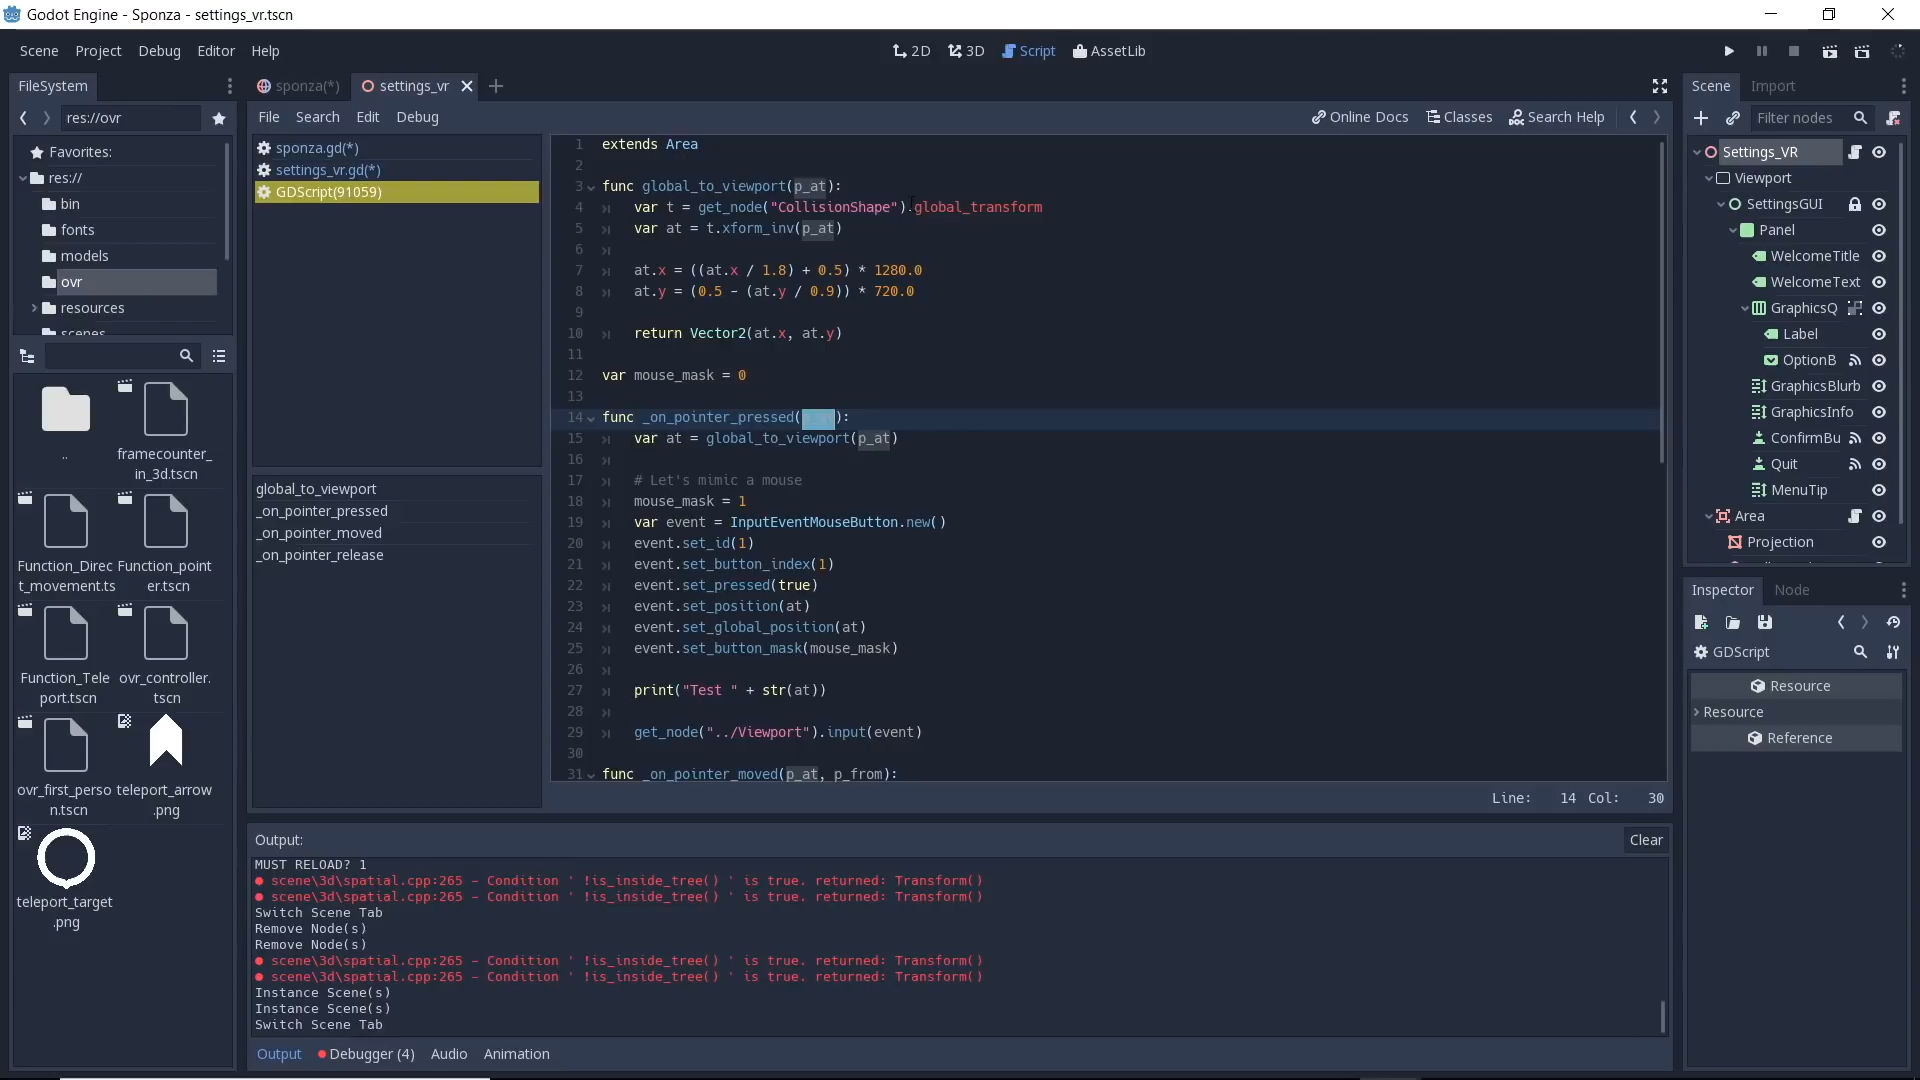 Godot Engine - Sponza - settings_vr.tscn
Scene Project Debug Editor Help
2D 3D Script AssetLib
FileSystem
res://ovr
Favorites:
res://
bin
fonts
models
ovr
resources
scenes
..
framecounter_
in_3d.tscn
Function_Direc
t_movement.ts
Function_point
er.tscn
Function_Tele
port.tscn
ovr_controller.
tscn
ovr_first_perso
n.tscn
teleport_arrow
.png
teleport_target
.png
sponza(*)
settings_vr
File Search Edit Debug
Online Docs Classes Search Help
sponza.gd(*)
settings_vr.gd(*)
GDScript(91059)
global_to_viewport
_on_pointer_pressed
_on_pointer_moved
_on_pointer_release
1 extends Area
2
3 func global_to_viewport(p_at):
4 var t = get_node("CollisionShape").global_transform
5 var at = t.xform_inv(p_at)
6
7 at.x = ((at.x / 1.8) + 0.5) * 1280.0
8 at.y = (0.5 - (at.y / 0.9)) * 720.0
9
10 return Vector2(at.x, at.y)
11
12 var mouse_mask = 0
13
14 func _on_pointer_pressed(p_at):
15 var at = global_to_viewport(p_at)
16
17 # Let's mimic a mouse
18 mouse_mask = 1
19 var event = InputEventMouseButton.new()
20 event.set_id(1)
21 event.set_button_index(1)
22 event.set_pressed(true)
23 event.set_position(at)
24 event.set_global_position(at)
25 event.set_button_mask(mouse_mask)
26
27 print("Test " + str(at))
28
29 get_node("../Viewport").input(event)
30
31 func _on_pointer_moved(p_at, p_from):
Line: 14 Col: 30
Output:
Clear
MUST RELOAD? 1
scene\3d\spatial.cpp:265 - Condition ' !is_inside_tree() ' is true. returned: Transform()
scene\3d\spatial.cpp:265 - Condition ' !is_inside_tree() ' is true. returned: Transform()
Switch Scene Tab
Remove Node(s)
Remove Node(s)
scene\3d\spatial.cpp:265 - Condition ' !is_inside_tree() ' is true. returned: Transform()
scene\3d\spatial.cpp:265 - Condition ' !is_inside_tree() ' is true. returned: Transform()
Instance Scene(s)
Instance Scene(s)
Switch Scene Tab
Output Debugger (4) Audio Animation
Scene Import
Filter nodes
Settings_VR
Viewport
SettingsGUI
Panel
WelcomeTitle
WelcomeText
GraphicsQ
Label
OptionB
GraphicsBlurb
GraphicsInfo
ConfirmBu
Quit
MenuTip
Area
Projection
Inspector Node
GDScript
Resource
Resource
Reference